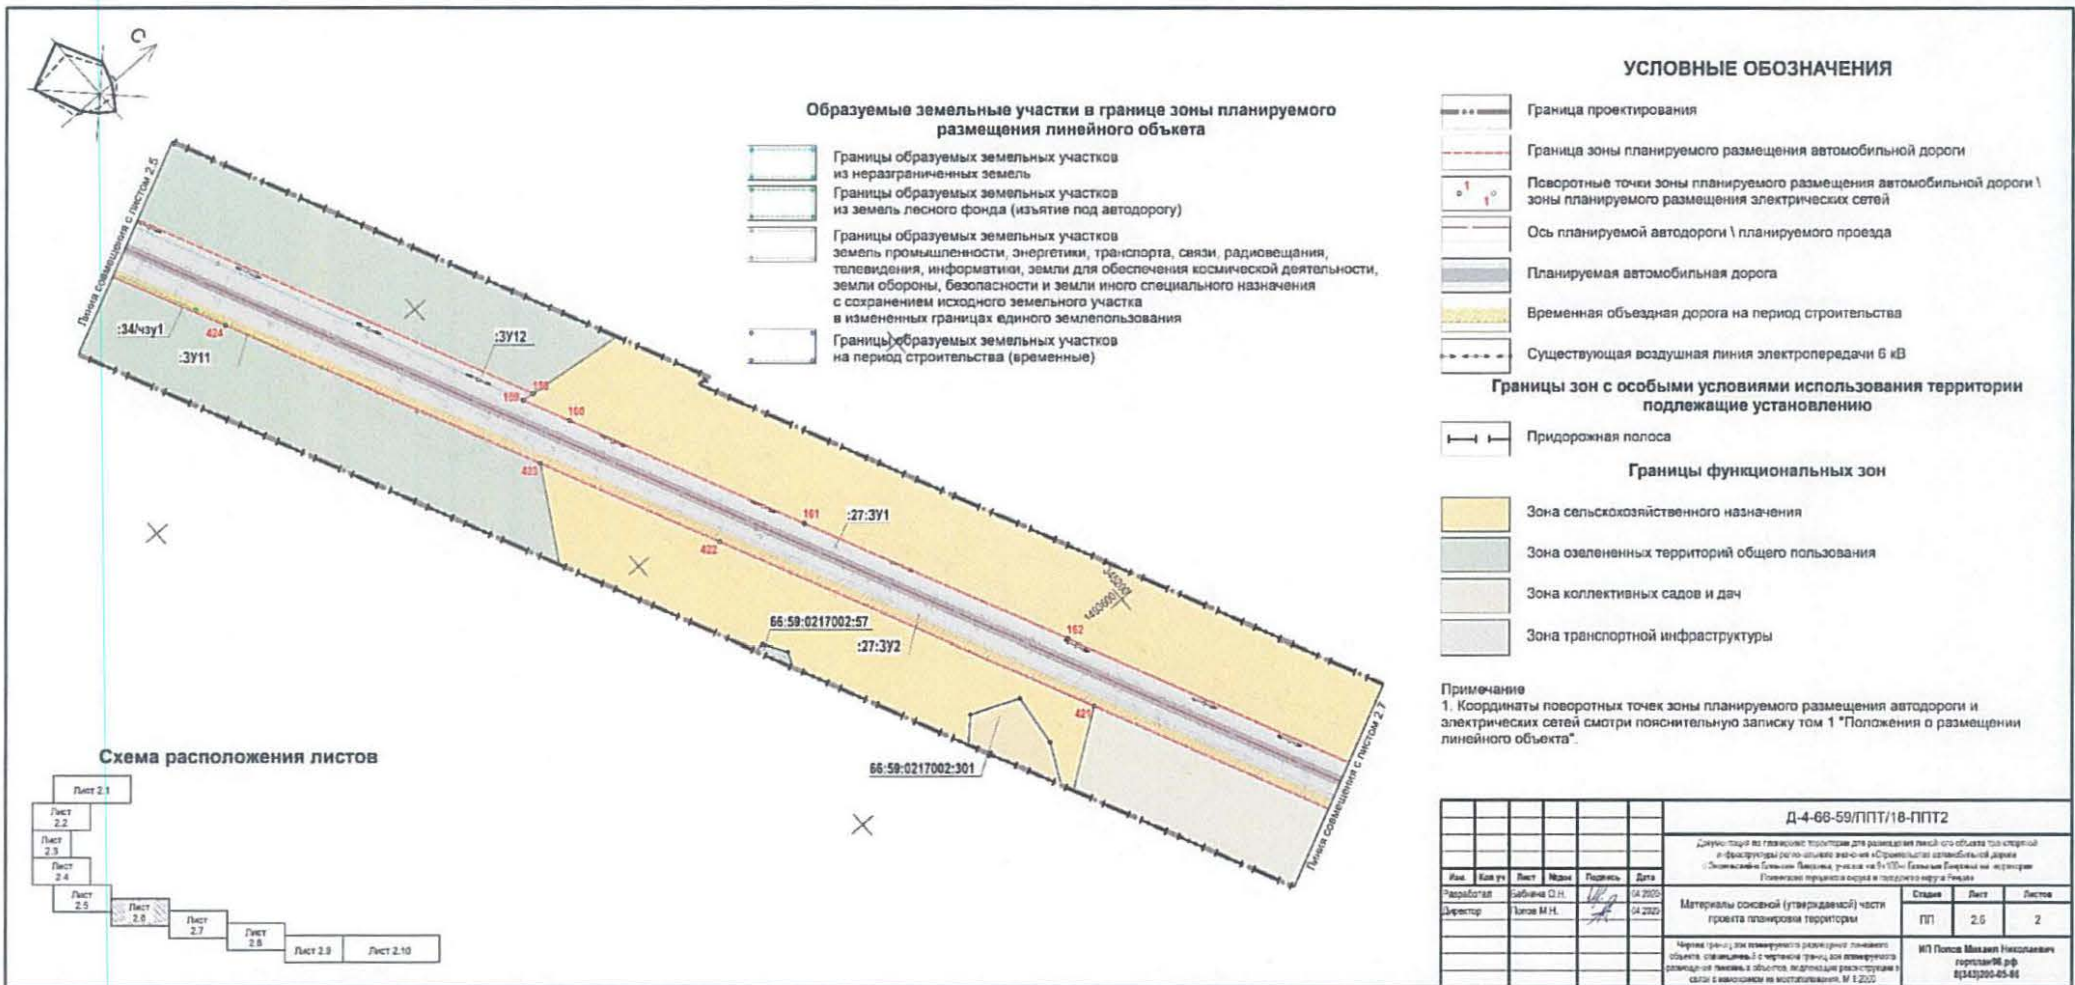 С
УСЛОВНЫЕ ОБОЗНАЧЕНИЯ
Образуемые земельные участки в границе зоны планируемого
размещения линейного объкета
Границы образуемых земельных участков
из неразграниченных земель
Границы образуемых земельных участков
из земель лесного фонда (изъятие под автодорогу)
Границы образуемых земельных участков
земель промышленности, энергетики, транспорта, связи, радиовещания,
телевидения, информатики, земли для обеспечения космической деятельности,
земли обороны, безопасности и земли иного специального назначения
с сохранением исходного земельного участка
в измененных границах единого землепользования
Границы образуемых земельных участков
на период строительства (временные)
Граница проектирования
Граница зоны планируемого размещения автомобильной дороги
1
1
Поворотные точки зоны планируемого размещения автомобильной дороги \
зоны планируемого размещения электрических сетей
Ось планируемой автодороги \ планируемого проезда
Планируемая автомобильная дорога
Временная объездная дорога на период строительства
Существующая воздушная линия электропередачи 6 кВ
Границы зон с особыми условиями использования территории
подлежащие установлению
Придорожная полоса
Границы функциональных зон
Зона сельскохозяйственного назначения
Зона озелененных территорий общего пользования
Зона коллективных садов и дач
Зона транспортной инфраструктуры
Примечание
1. Координаты поворотных точек зоны планируемого размещения автодороги и
электрических сетей смотри пояснительную записку том 1 "Положения о размещении
линейного объекта".
Линия совмещения с листом 2.5
:34/чзу1
424
:ЗУ11
:ЗУ12
158
159
160
423
161
:27:ЗУ1
422
66:59:0217002:57
:27:ЗУ2
162
421
66:59:0217002:301
Линия совмещения с листом 2.7
Схема расположения листов
Лист 2.1
Лист
2.2
Лист
2.3
Лист
2.4
Лист
2.5
Лист
2.6
Лист
2.7
Лист
2.8
Лист 2.9
Лист 2.10
Д-4-66-59/ППТ/18-ППТ2
Изм. Кол уч Лист №док Подпись Дата
Разработал Бабкина О.Н. 04.2020
Директор Попов М.Н. 04.2020
Материалы основной (утверждаемой) части
проекта планировки территории
Стадия Лист Листов
ПП 2.6 2
ИП Попов Михаил Николаевич